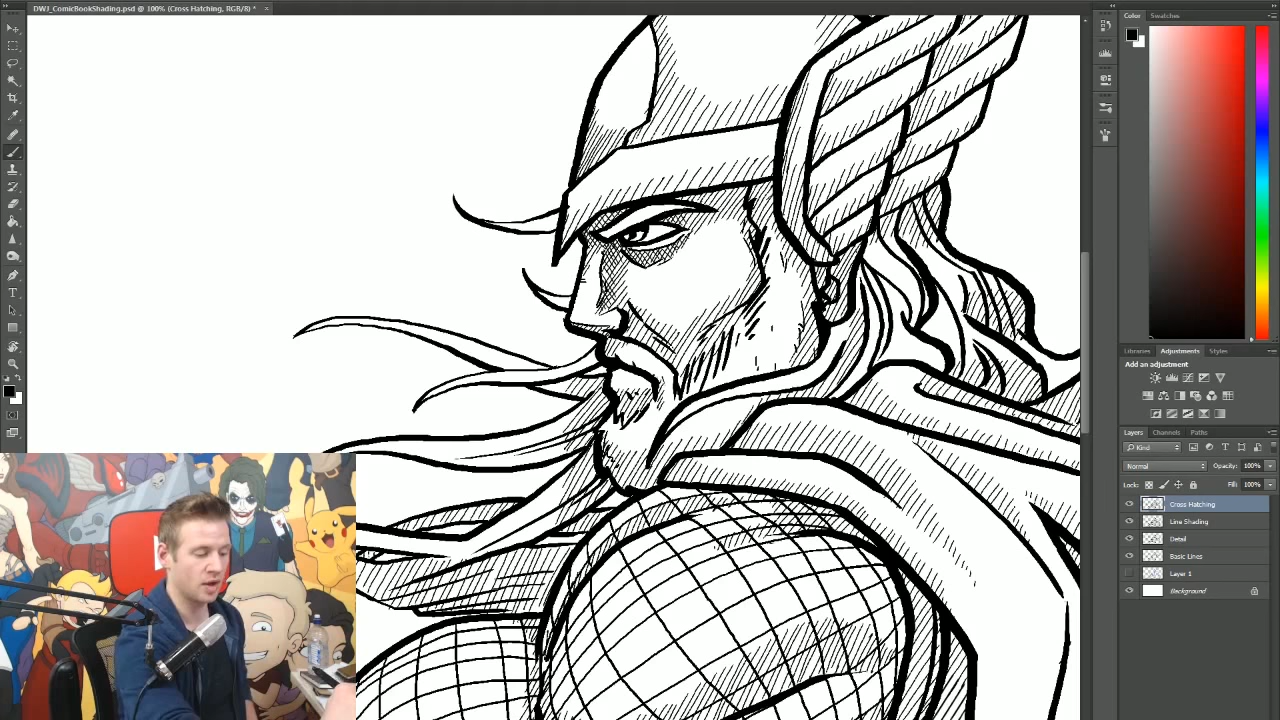 DWJ_ComicBookShading.psd @ 100% (Cross Hatching, RGB/8) *
Color
Swatches
Libraries
Adjustments
Styles
Add an adjustment
Layers
Channels
Paths
Kind
Normal
Opacity: 100%
Lock:
Fill: 100%
Cross Hatching
Line Shading
Detail
Basic Lines
Layer 1
Background